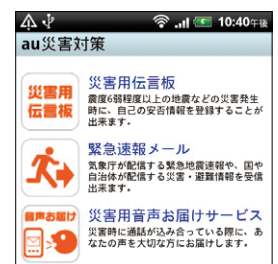 10:40午後
au災害対策
災害用
伝言板
災害用伝言板
震度6弱程度以上の地震などの災害発生
時に、自己の安否情報を登録することが
出来ます。
緊急速報メール
気象庁が配信する緊急地震速報や、国や
自治体が配信する災害・避難情報を受信
出来ます。
音声お届け
災害用音声お届けサービス
災害時に通話が込み合っている際に、あ
なたの声を大切な方にお届けします。